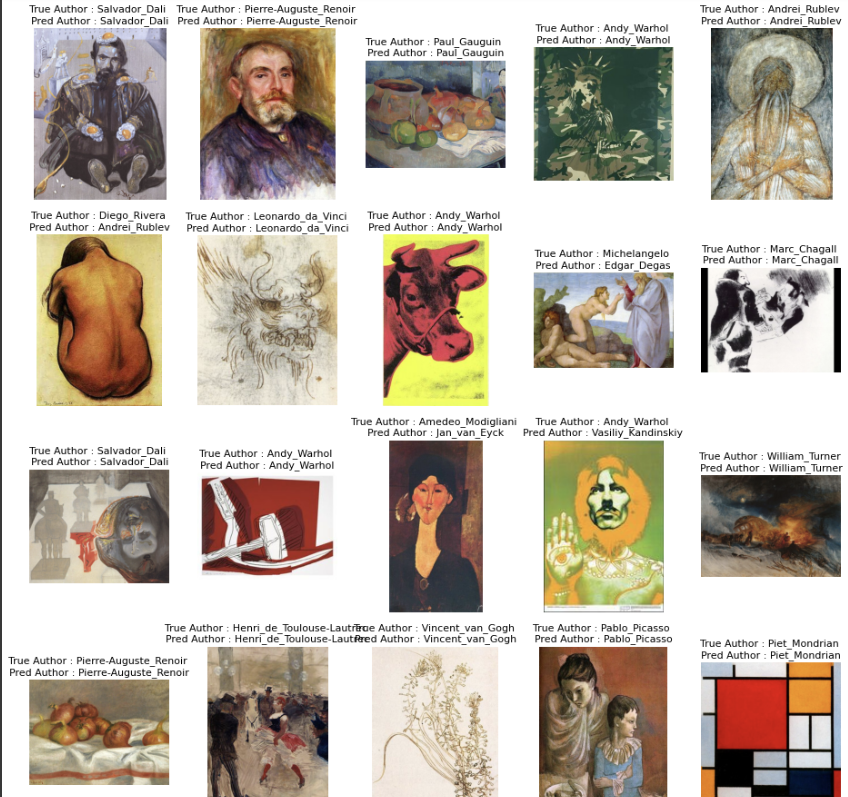 True Author : Salvador_Dali
Pred Author : Salvador_Dali
True Author : Pierre-Auguste_Renoir
Pred Author : Pierre-Auguste_Renoir
True Author : Paul_Gauguin
Pred Author : Paul_Gauguin
True Author : Andy_Warhol
Pred Author : Andy_Warhol
True Author : Andrei_Rublev
Pred Author : Andrei_Rublev
True Author : Diego_Rivera
Pred Author : Andrei_Rublev
True Author : Leonardo_da_Vinci
Pred Author : Leonardo_da_Vinci
True Author : Andy_Warhol
Pred Author : Andy_Warhol
True Author : Michelangelo
Pred Author : Edgar_Degas
True Author : Marc_Chagall
Pred Author : Marc_Chagall
True Author : Salvador_Dali
Pred Author : Salvador_Dali
True Author : Andy_Warhol
Pred Author : Andy_Warhol
True Author : Amedeo_Modigliani
Pred Author : Jan_van_Eyck
True Author : Andy_Warhol
Pred Author : Vasiliy_Kandinskiy
True Author : William_Turner
Pred Author : William_Turner
True Author : Pierre-Auguste_Renoir
Pred Author : Pierre-Auguste_Renoir
True Author : Henri_de_Toulouse-Lautrec
Pred Author : Henri_de_Toulouse-Lautrec
True Author : Vincent_van_Gogh
Pred Author : Vincent_van_Gogh
True Author : Pablo_Picasso
Pred Author : Pablo_Picasso
True Author : Piet_Mondrian
Pred Author : Piet_Mondrian